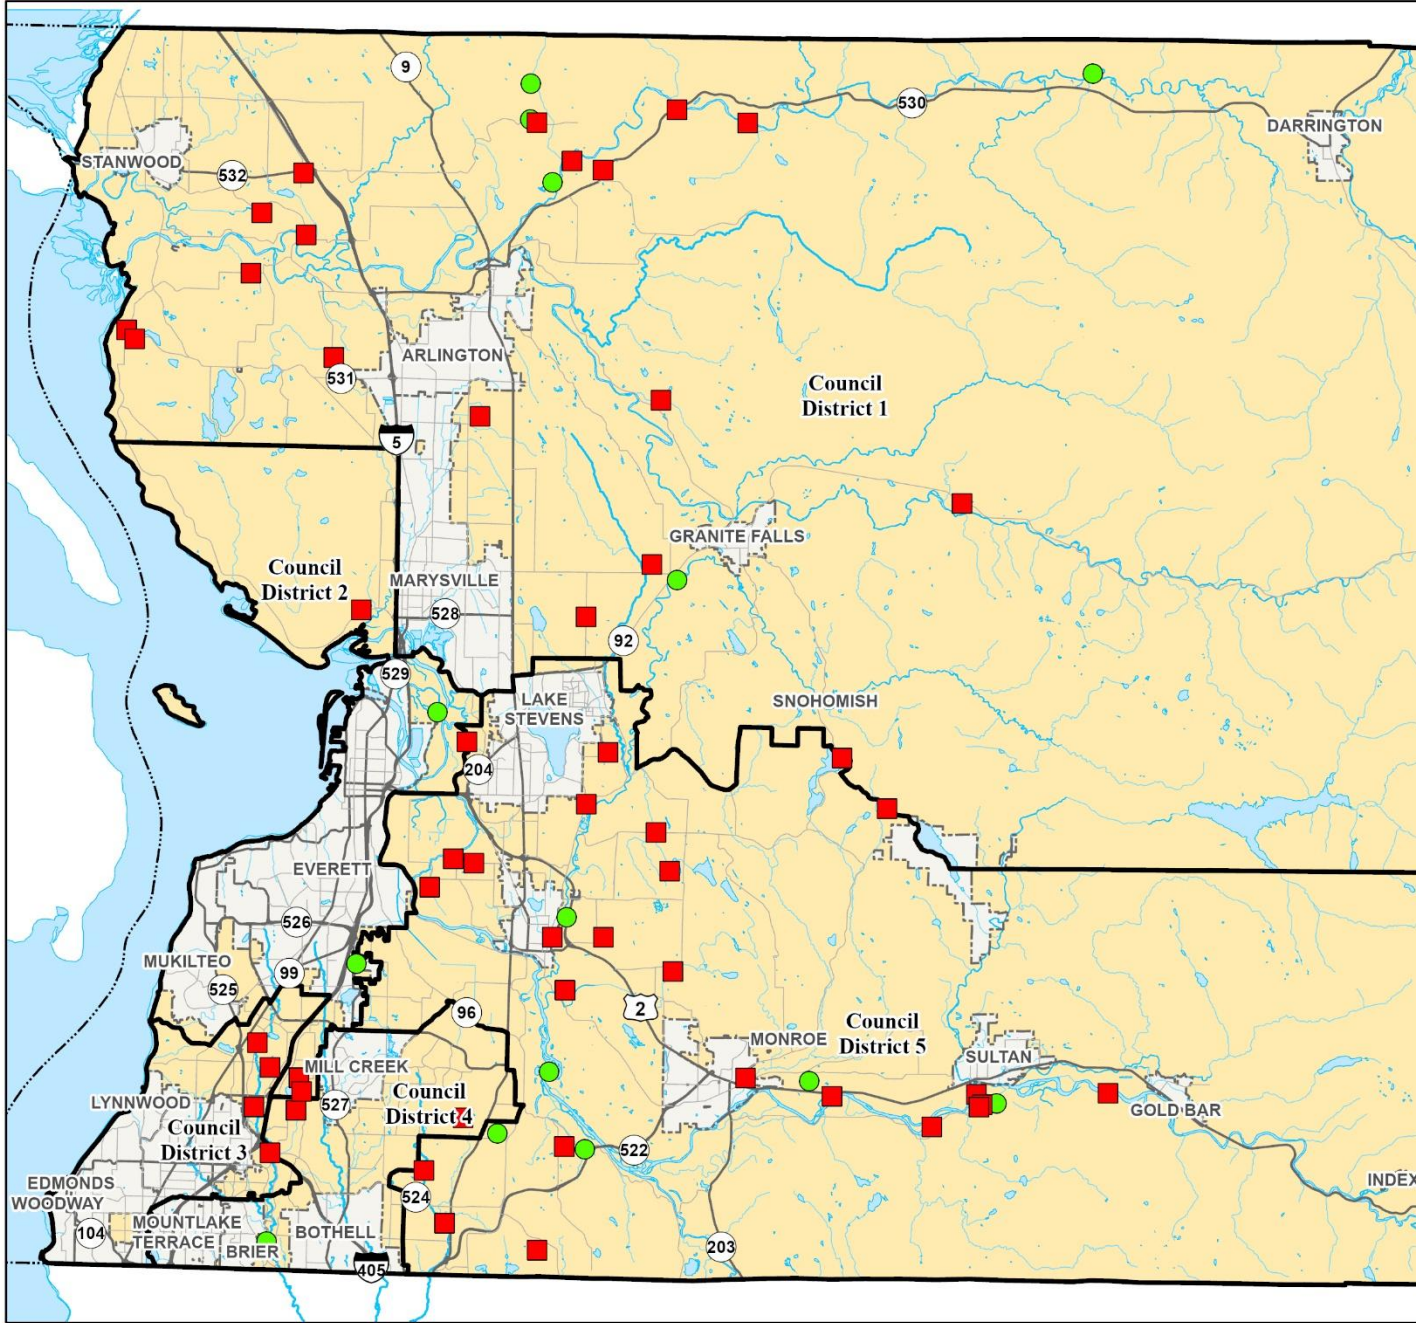 9
530
DARRINGTON
STANWOOD
532
ARLINGTON
531
Council
District 1
5
GRANITE FALLS
Council
District 2
MARYSVILLE
528
92
529
LAKE
STEVENS
SNOHOMISH
204
EVERETT
526
MUKILTEO
99
525
96
2
Council
District 5
MONROE
SULTAN
MILL CREEK
LYNNWOOD
527
Council
District 4
GOLD BAR
Council
District 3
522
EDMONDS
WOODWAY
INDEX
524
104
MOUNTLAKE
TERRACE
BOTHELL
BRIER
203
405